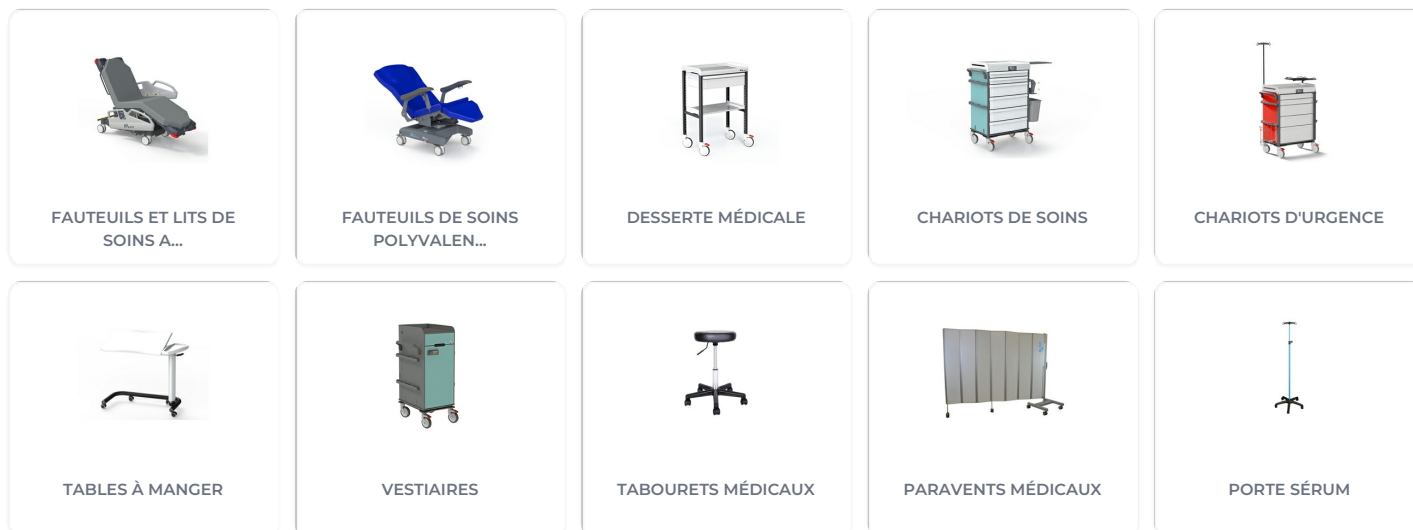 FAUTEUILS ET LITS DE
SOINS A...
FAUTEUILS DE SOINS
POLYVALEN...
DESSERTE MÉDICALE
CHARIOTS DE SOINS
CHARIOTS D'URGENCE
TABLES À MANGER
VESTIAIRES
TABOURETS MÉDICAUX
PARAVENTS MÉDICAUX
PORTE SÉRUM